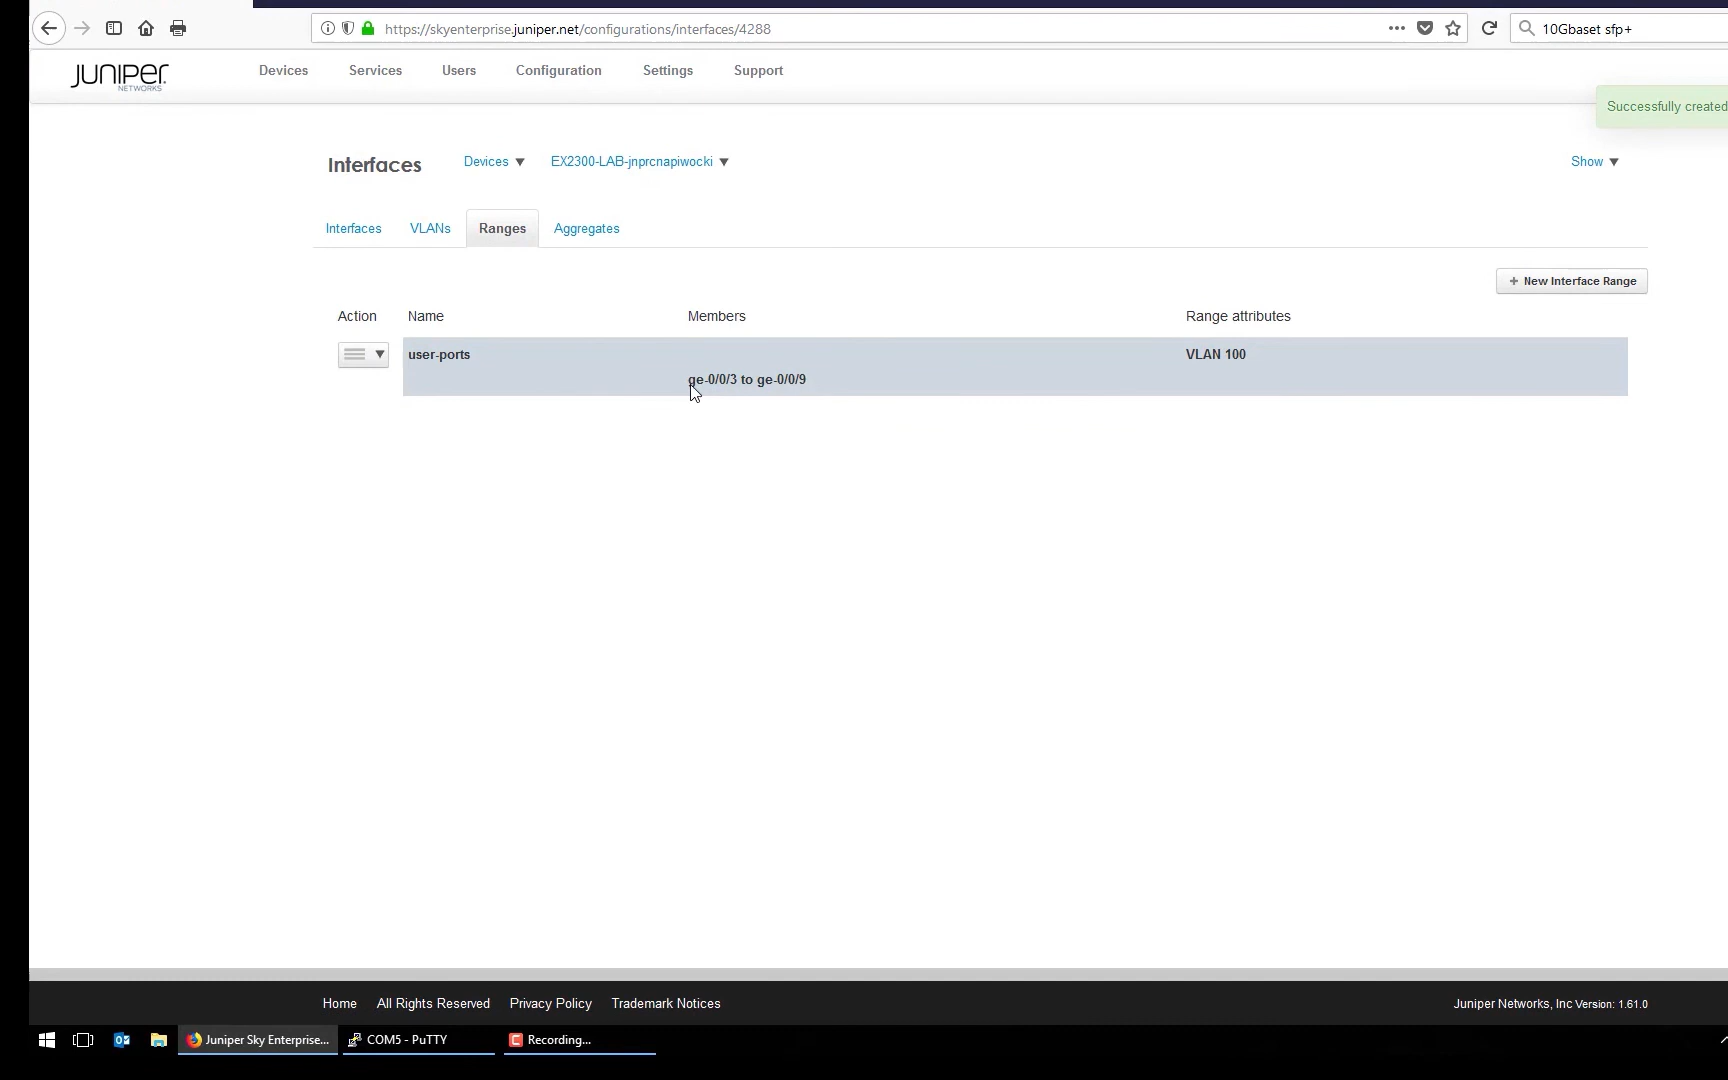 https://skyenterprise.juniper.net/configurations/interfaces/4288
10Gbaset sfp+
JUNIPER
NETWORKS
Devices
Services
Users
Configuration
Settings
Support
Successfully created
Interfaces
Devices
EX2300-LAB-jnprcnapiwocki
Show
Interfaces
VLANs
Ranges
Aggregates
+ New Interface Range
Action
Name
Members
Range attributes
user-ports
VLAN 100
ge-0/0/3 to ge-0/0/9
Home
All Rights Reserved
Privacy Policy
Trademark Notices
Juniper Networks, Inc Version: 1.61.0
Juniper Sky Enterprise...
COM5 - PuTTY
Recording...